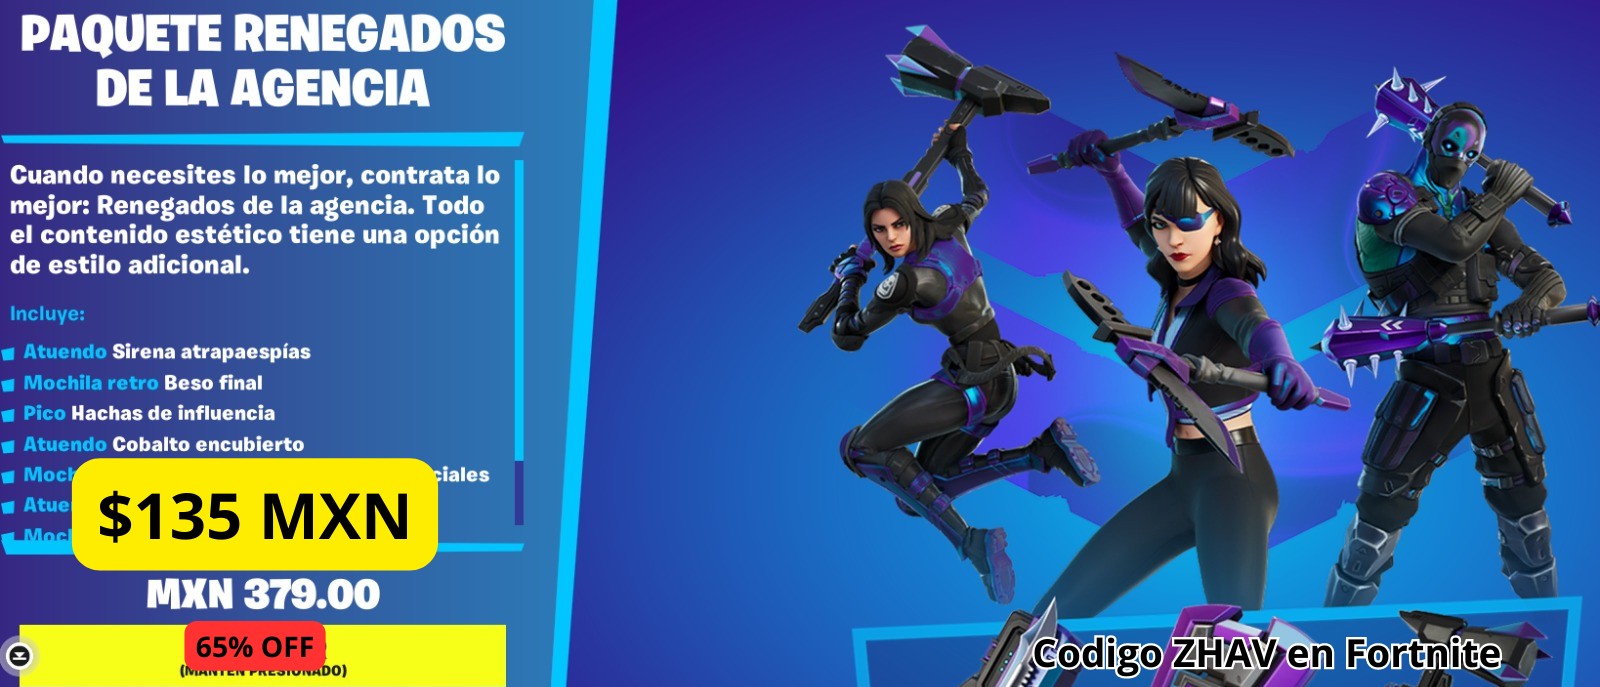 PAQUETE RENEGADOS
DE LA AGENCIA
Cuando necesites lo mejor, contrata lo
mejor: Renegados de la agencia. Todo
el contenido estético tiene una opción
de estilo adicional.
Incluye:
Atuendo Sirena atrapaespías
Mochila retro Beso final
Pico Hachas de influencia
Atuendo Cobalto encubierto
$135 MXN
MXN 379.00
65% OFF
(MANTÉN PRESIONADO)
Codigo ZHAV en Fortnite